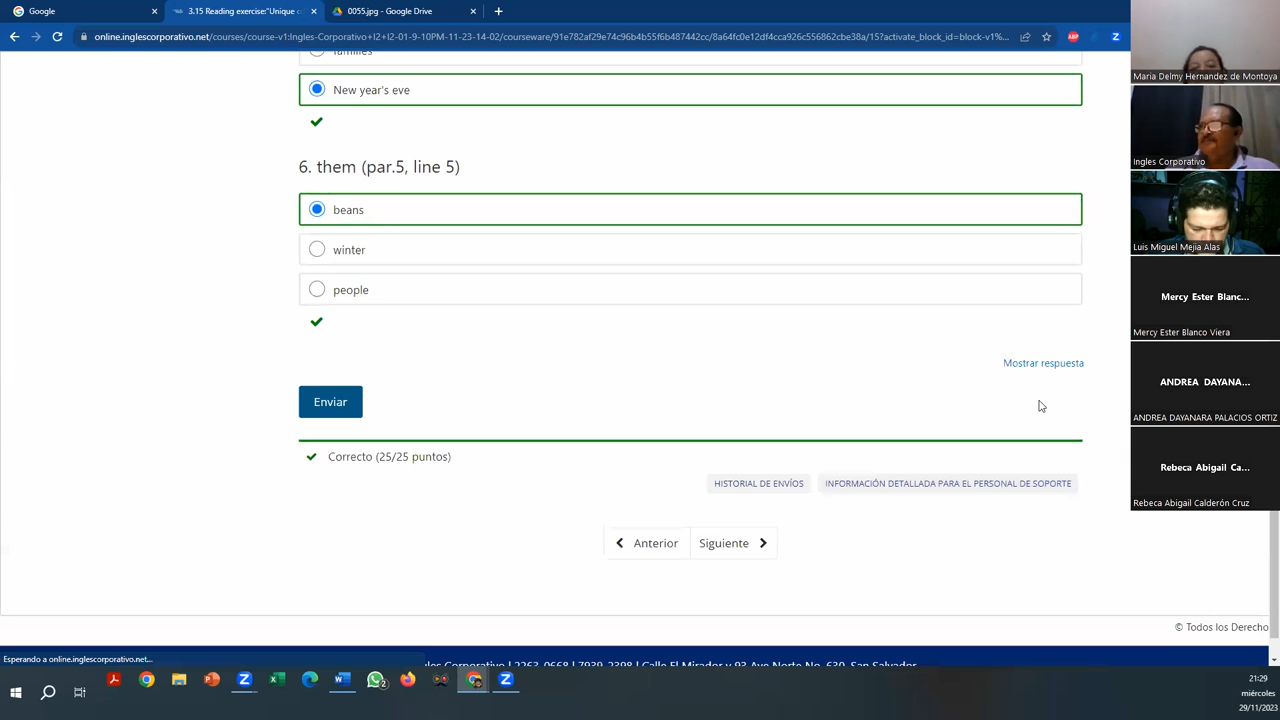 Google
3.15 Reading exercise:"Unique c
0055.jpg - Google Drive
online.inglescorporativo.net/courses/course-v1:Ingles-Corporativo+I2+I2-01-9-10PM-11-23-14-02/courseware/91e782af29e74c96b4b55f6b487442cc/8a64fc0e12df4cca926c556862cbe38a/15?activate_block_id=block-v1%...
ABP
families
New year's eve
6. them (par.5, line 5)
beans
winter
people
Mostrar respuesta
Enviar
Correcto (25/25 puntos)
HISTORIAL DE ENVÍOS
INFORMACIÓN DETALLADA PARA EL PERSONAL DE SOPORTE
Anterior
Siguiente
© Todos los Derecho
Esperando a online.inglescorporativo.net...
les Corporativo | 2263-0668 | 7939-2398 | Calle El Mirador y 93 Ave Norte No. 630, San Salvador
Maria Delmy Hernandez de Montoya
Ingles Corporativo
Luis Miguel Mejia Alas
Mercy Ester Blanc...
Mercy Ester Blanco Viera
ANDREA DAYANA...
ANDREA DAYANARA PALACIOS ORTIZ
Rebeca Abigail Ca...
Rebeca Abigail Calderón Cruz
2
21:29
miércoles
29/11/2023